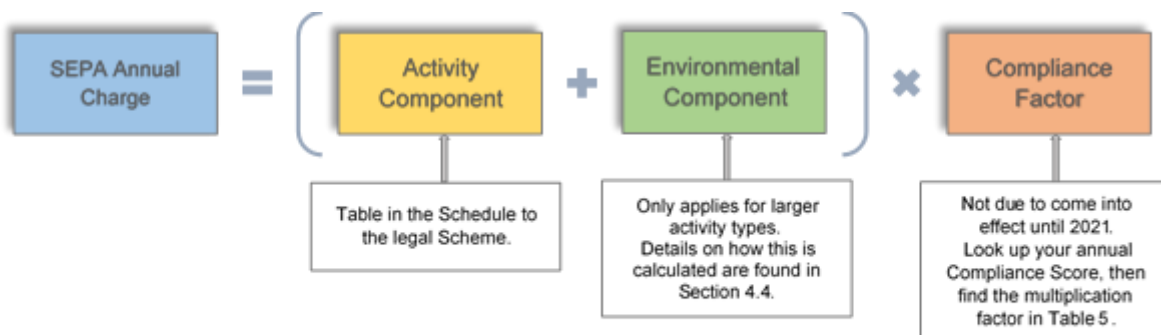 SEPA Annual
Charge
=
(
Activity
Component
+
Environmental
Component
)
×
Compliance
Factor
Table in the Schedule to
the legal Scheme.
Only applies for larger
activity types.
Details on how this is
calculated are found in
Section 4.4.
Not due to come into
effect until 2021.
Look up your annual
Compliance Score, then
find the multiplication
factor in Table 5 .